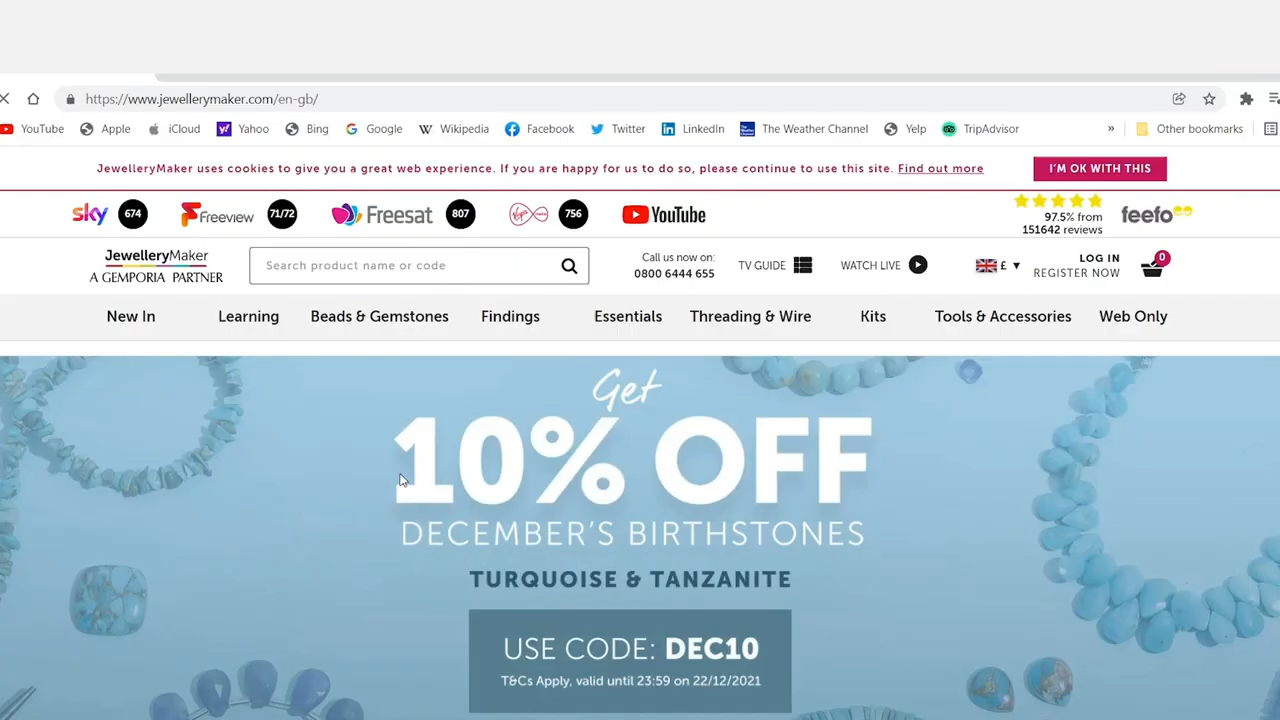 https://www.jewellerymaker.com/en-gb/
YouTube Apple iCloud Yahoo Bing Google Wikipedia Facebook Twitter LinkedIn The Weather Channel Yelp TripAdvisor » Other bookmarks
JewelleryMaker uses cookies to give you a great web experience. If you are happy for us to do so, please continue to use this site. Find out more I'M OK WITH THIS
sky 674 Freeview 71/72 Freesat 807 Virgin media 756 YouTube
97.5% from
151642 reviews
feefo
JewelleryMaker
A GEMPORIA PARTNER
Search product name or code
Call us now on:
0800 6444 655
TV GUIDE WATCH LIVE £ ▼
LOG IN
REGISTER NOW
0
New In Learning Beads & Gemstones Findings Essentials Threading & Wire Kits Tools & Accessories Web Only
Get
10% OFF
DECEMBER'S BIRTHSTONES
TURQUOISE & TANZANITE
USE CODE: DEC10
T&Cs Apply, valid until 23:59 on 22/12/2021